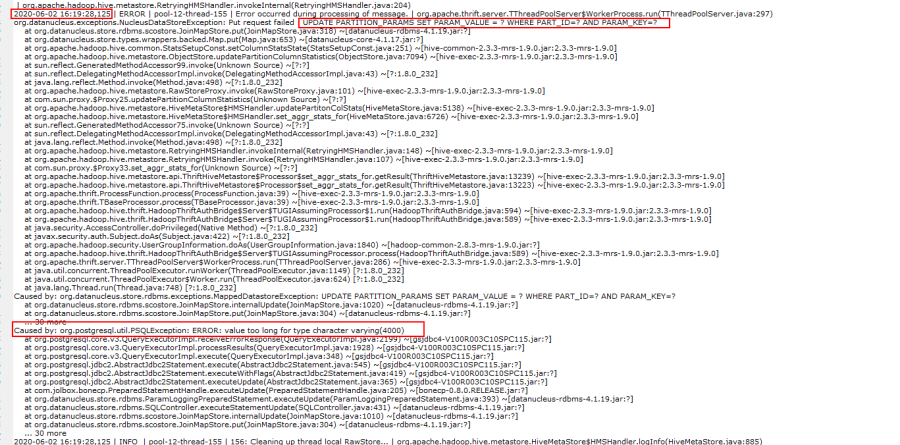 | org.apache.hadoop.hive.metastore.RetryingHMSHandler.invokeInternal(RetryingHMSHandler.java:204)
2020-06-02 16:19:28,125 | ERROR | pool-12-thread-155 | Error occurred during processing of message. | org.apache.thrift.server.TThreadPoolServer$WorkerProcess.run(TThreadPoolServer.java:297)
org.datanucleus.exceptions.NucleusDataStoreException: Put request failed : UPDATE PARTITION_PARAMS SET PARAM_VALUE = ? WHERE PART_ID=? AND PARAM_KEY=?
at org.datanucleus.store.rdbms.scostore.JoinMapStore.put(JoinMapStore.java:318) ~[datanucleus-rdbms-4.1.19.jar:?]
at org.datanucleus.store.types.wrappers.backed.Map.put(Map.java:653) ~[datanucleus-core-4.1.17.jar:?]
at org.apache.hadoop.hive.common.StatsSetupConst.setColumnStatsState(StatsSetupConst.java:251) ~[hive-exec-2.3.3-mrs-1.9.0.jar:2.3.3-mrs-1.9.0]
at org.apache.hadoop.hive.metastore.ObjectStore.updatePartitionColumnStatistics(ObjectStore.java:7094) ~[hive-exec-2.3.3-mrs-1.9.0.jar:2.3.3-mrs-1.9.0]
at sun.reflect.GeneratedMethodAccessor99.invoke(Unknown Source) ~[?:?]
at sun.reflect.DelegatingMethodAccessorImpl.invoke(DelegatingMethodAccessorImpl.java:43) ~[?:1.8.0_232]
at java.lang.reflect.Method.invoke(Method.java:498) ~[?:1.8.0_232]
at org.apache.hadoop.hive.metastore.RawStoreProxy.invoke(RawStoreProxy.java:101) ~[hive-exec-2.3.3-mrs-1.9.0.jar:2.3.3-mrs-1.9.0]
at com.sun.proxy.$Proxy25.updatePartitionColumnStatistics(Unknown Source) ~[?:?]
at org.apache.hadoop.hive.metastore.HiveMetaStore$HMSHandler.updatePartitonColStats(HiveMetaStore.java:5138) ~[hive-exec-2.3.3-mrs-1.9.0.jar:2.3.3-mrs-1.9.0]
at org.apache.hadoop.hive.metastore.HiveMetaStore$HMSHandler.set_aggr_stats_for(HiveMetaStore.java:6726) ~[hive-exec-2.3.3-mrs-1.9.0.jar:2.3.3-mrs-1.9.0]
at sun.reflect.GeneratedMethodAccessor75.invoke(Unknown Source) ~[?:?]
at sun.reflect.DelegatingMethodAccessorImpl.invoke(DelegatingMethodAccessorImpl.java:43) ~[?:1.8.0_232]
at java.lang.reflect.Method.invoke(Method.java:498) ~[?:1.8.0_232]
at org.apache.hadoop.hive.metastore.RetryingHMSHandler.invokeInternal(RetryingHMSHandler.java:148) ~[hive-exec-2.3.3-mrs-1.9.0.jar:2.3.3-mrs-1.9.0]
at org.apache.hadoop.hive.metastore.RetryingHMSHandler.invoke(RetryingHMSHandler.java:107) ~[hive-exec-2.3.3-mrs-1.9.0.jar:2.3.3-mrs-1.9.0]
at com.sun.proxy.$Proxy33.set_aggr_stats_for(Unknown Source) ~[?:?]
at org.apache.hadoop.hive.metastore.api.ThriftHiveMetastore$Processor$set_aggr_stats_for.getResult(ThriftHiveMetastore.java:13239) ~[hive-exec-2.3.3-mrs-1.9.0.jar:2.3.3-mrs-1.9.0]
at org.apache.hadoop.hive.metastore.api.ThriftHiveMetastore$Processor$set_aggr_stats_for.getResult(ThriftHiveMetastore.java:13223) ~[hive-exec-2.3.3-mrs-1.9.0.jar:2.3.3-mrs-1.9.0]
at org.apache.thrift.ProcessFunction.process(ProcessFunction.java:39) ~[hive-exec-2.3.3-mrs-1.9.0.jar:2.3.3-mrs-1.9.0]
at org.apache.thrift.TBaseProcessor.process(TBaseProcessor.java:39) ~[hive-exec-2.3.3-mrs-1.9.0.jar:2.3.3-mrs-1.9.0]
at org.apache.hadoop.hive.thrift.HadoopThriftAuthBridge$Server$TUGIAssumingProcessor$1.run(HadoopThriftAuthBridge.java:594) ~[hive-exec-2.3.3-mrs-1.9.0.jar:2.3.3-mrs-1.9.0]
at org.apache.hadoop.hive.thrift.HadoopThriftAuthBridge$Server$TUGIAssumingProcessor$1.run(HadoopThriftAuthBridge.java:589) ~[hive-exec-2.3.3-mrs-1.9.0.jar:2.3.3-mrs-1.9.0]
at java.security.AccessController.doPrivileged(Native Method) ~[?:1.8.0_232]
at javax.security.auth.Subject.doAs(Subject.java:422) ~[?:1.8.0_232]
at org.apache.hadoop.security.UserGroupInformation.doAs(UserGroupInformation.java:1840) ~[hadoop-common-2.8.3-mrs-1.9.0.jar:?]
at org.apache.hadoop.hive.thrift.HadoopThriftAuthBridge$Server$TUGIAssumingProcessor.process(HadoopThriftAuthBridge.java:589) ~[hive-exec-2.3.3-mrs-1.9.0.jar:2.3.3-mrs-1.9.0]
at org.apache.thrift.server.TThreadPoolServer$WorkerProcess.run(TThreadPoolServer.java:286) ~[hive-exec-2.3.3-mrs-1.9.0.jar:2.3.3-mrs-1.9.0]
at java.util.concurrent.ThreadPoolExecutor.runWorker(ThreadPoolExecutor.java:1149) [?:1.8.0_232]
at java.util.concurrent.ThreadPoolExecutor$Worker.run(ThreadPoolExecutor.java:624) [?:1.8.0_232]
at java.lang.Thread.run(Thread.java:748) [?:1.8.0_232]
Caused by: org.datanucleus.store.rdbms.exceptions.MappedDatastoreException: UPDATE PARTITION_PARAMS SET PARAM_VALUE = ? WHERE PART_ID=? AND PARAM_KEY=?
at org.datanucleus.store.rdbms.scostore.JoinMapStore.internalUpdate(JoinMapStore.java:1020) ~[datanucleus-rdbms-4.1.19.jar:?]
at org.datanucleus.store.rdbms.scostore.JoinMapStore.put(JoinMapStore.java:304) ~[datanucleus-rdbms-4.1.19.jar:?]
... 30 more
Caused by: org.postgresql.util.PSQLException: ERROR: value too long for type character varying(4000)
at org.postgresql.core.v3.QueryExecutorImpl.receiveErrorResponse(QueryExecutorImpl.java:2199) ~[gsjdbc4-V100R003C10SPC115.jar:?]
at org.postgresql.core.v3.QueryExecutorImpl.processResults(QueryExecutorImpl.java:1928) ~[gsjdbc4-V100R003C10SPC115.jar:?]
at org.postgresql.core.v3.QueryExecutorImpl.execute(QueryExecutorImpl.java:348) ~[gsjdbc4-V100R003C10SPC115.jar:?]
at org.postgresql.jdbc2.AbstractJdbc2Statement.execute(AbstractJdbc2Statement.java:545) ~[gsjdbc4-V100R003C10SPC115.jar:?]
at org.postgresql.jdbc2.AbstractJdbc2Statement.executeWithFlags(AbstractJdbc2Statement.java:419) ~[gsjdbc4-V100R003C10SPC115.jar:?]
at org.postgresql.jdbc2.AbstractJdbc2Statement.executeUpdate(AbstractJdbc2Statement.java:365) ~[gsjdbc4-V100R003C10SPC115.jar:?]
at com.jolbox.bonecp.PreparedStatementHandle.executeUpdate(PreparedStatementHandle.java:205) ~[bonecp-0.8.0.RELEASE.jar:?]
at org.datanucleus.store.rdbms.ParamLoggingPreparedStatement.executeUpdate(ParamLoggingPreparedStatement.java:393) ~[datanucleus-rdbms-4.1.19.jar:?]
at org.datanucleus.store.rdbms.SQLController.executeStatementUpdate(SQLController.java:431) ~[datanucleus-rdbms-4.1.19.jar:?]
at org.datanucleus.store.rdbms.scostore.JoinMapStore.internalUpdate(JoinMapStore.java:1010) ~[datanucleus-rdbms-4.1.19.jar:?]
at org.datanucleus.store.rdbms.scostore.JoinMapStore.put(JoinMapStore.java:304) ~[datanucleus-rdbms-4.1.19.jar:?]
... 30 more
2020-06-02 16:19:28,125 | INFO | pool-12-thread-155 | 156: Cleaning up thread local RawStore... | org.apache.hadoop.hive.metastore.HiveMetaStore$HMSHandler.logInfo(HiveMetaStore.java:885)